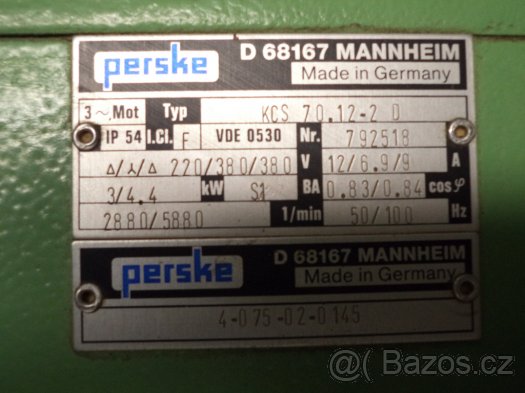 perske D 68167 MANNHEIM
Made in Germany
3~Mot Typ KCS 70.12-2 D
IP 54 I.Cl. F VDE 0530 Nr. 792518
△/⅄/△ 220/380/380 V 12/6.9/9 A
3/4.4 kW S1 BA 0.83/0.84 cosφ
2880/5880 1/min 50/100 Hz
perske D 68167 MANNHEIM
Made in Germany
4-075-02-0145
Bazos.cz